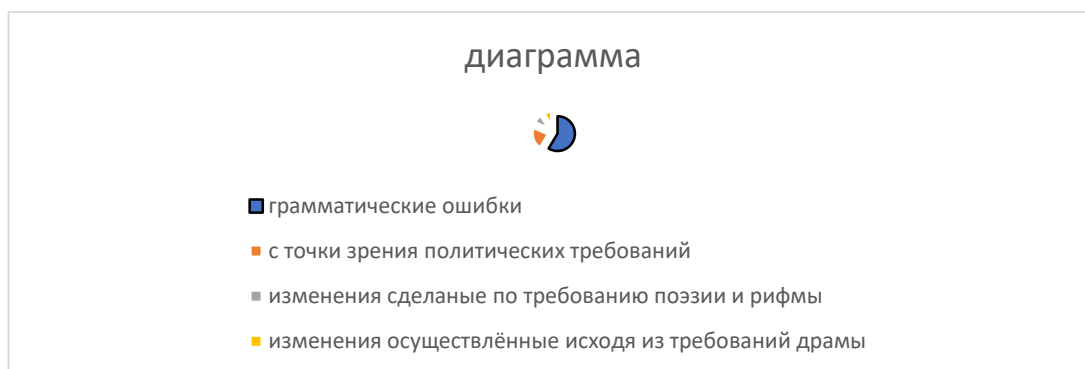 диаграмма
грамматические ошибки
с точки зрения политических требований
изменения сделаные по требованию поэзии и рифмы
изменения осуществлённые исходя из требований драмы